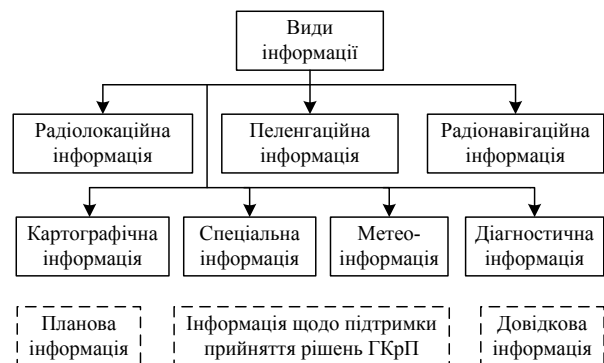 Види
інформації
Радіолокаційна
інформація
Пеленгаційна
інформація
Радіонавігаційна
інформація
Картографічна
інформація
Спеціальна
інформація
Метео-
інформація
Діагностична
інформація
Планова
інформація
Інформація щодо підтримки
прийняття рішень ГКрП
Довідкова
інформація